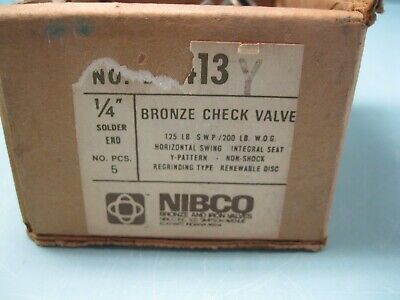 NO. 413 Y
1/4"
SOLDER
END
NO. PCS.
5
BRONZE CHECK VALVE
125 LB. S.W.P./200 LB. W.O.G.
HORIZONTAL SWING INTEGRAL SEAT
Y-PATTERN - NON-SHOCK
REGRINDING TYPE RENEWABLE DISC
NIBCO
BRONZE AND IRON VALVES